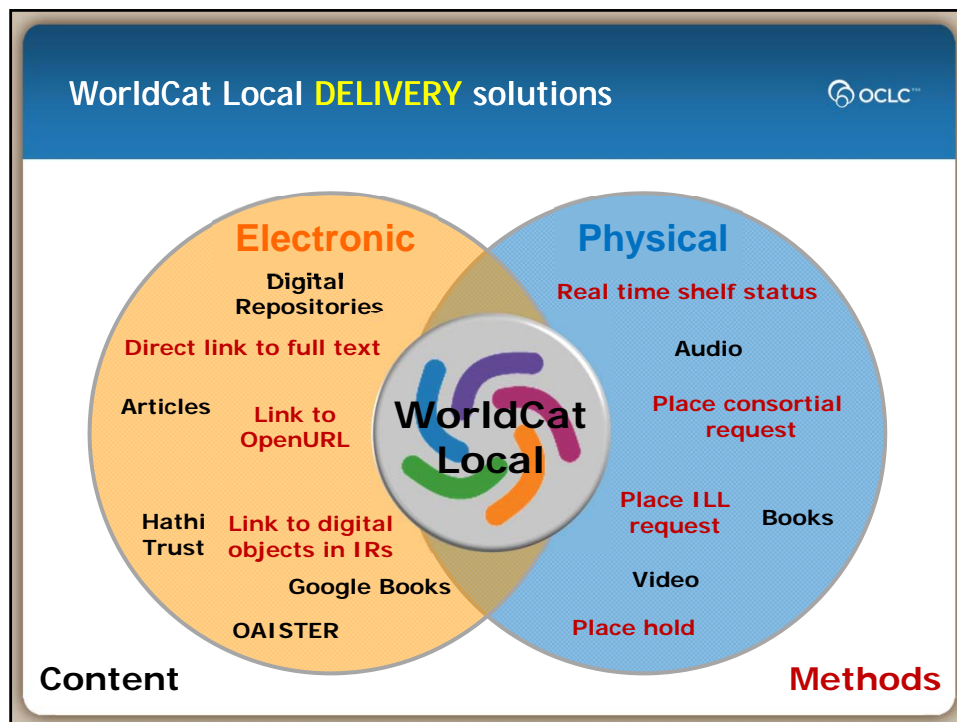 WorldCat Local DELIVERY solutions
OCLC™
Electronic
Digital
Repositories
Direct link to full text
Articles
Link to
OpenURL
Hathi
Trust
Link to digital
objects in IRs
Google Books
OAISTER
WorldCat
Local
Physical
Real time shelf status
Audio
Place consortial
request
Place ILL
request
Books
Video
Place hold
Content
Methods